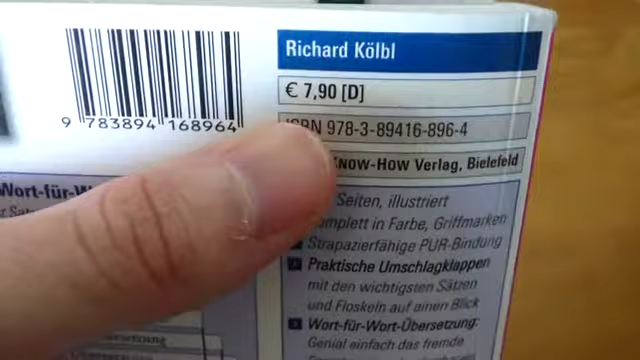 Richard Kölbl
€ 7,90 [D]
9 783894 168964
978-3-89416-896-4
Know-How Verlag, Bielefeld
Wort-für-W
Seiten, illustriert
in Farbe, Griffmarken
Strapazierfähige PUR-Bindung
Praktische Umschlagklappen
mit den wichtigsten Sätzen
und Floskeln auf einen Blick
Wort-für-Wort-Übersetzung:
Genial einfach das fremde